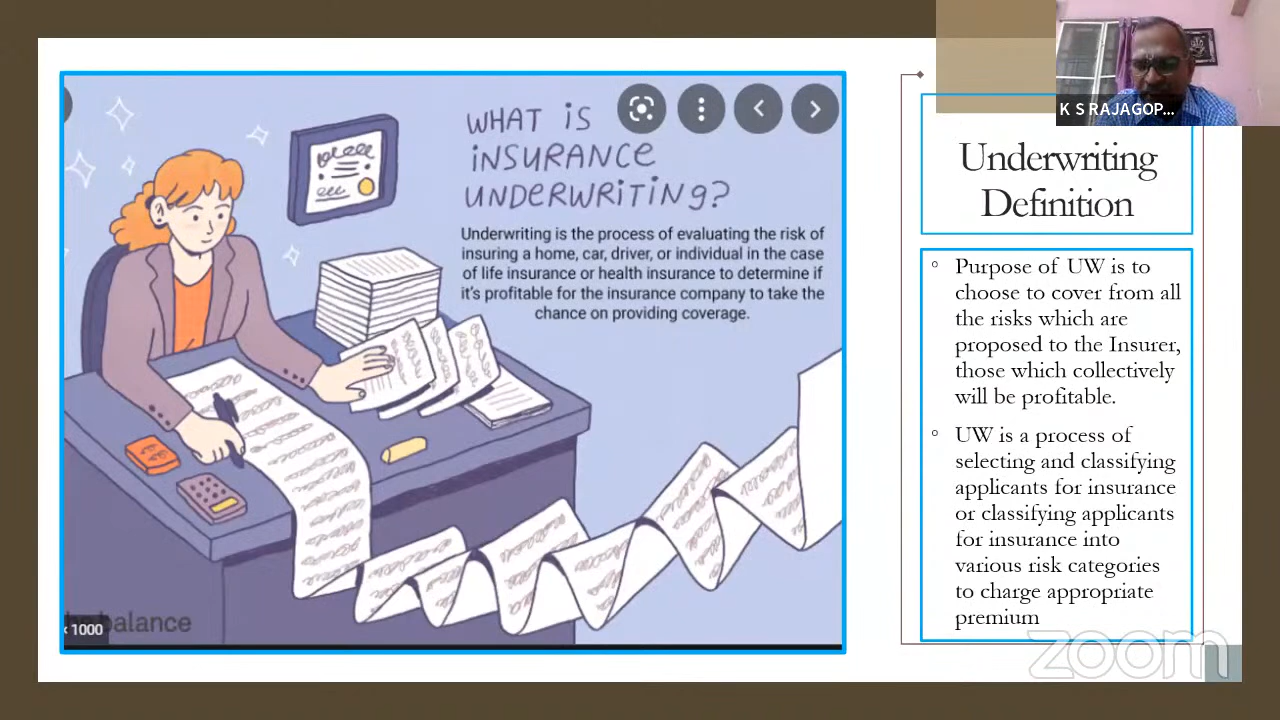 WHAT IS
INSURANCE
UNDERWRITING?
Underwriting is the process of evaluating the risk of
insuring a home, car, driver, or individual in the case
of life insurance or health insurance to determine if
it's profitable for the insurance company to take the
chance on providing coverage.
balance
× 1000
K S RAJAGOP...
Underwriting
Definition
Purpose of UW is to
choose to cover from all
the risks which are
proposed to the Insurer,
those which collectively
will be profitable.
UW is a process of
selecting and classifying
applicants for insurance
or classifying applicants
for insurance into
various risk categories
to charge appropriate
premium
zoom